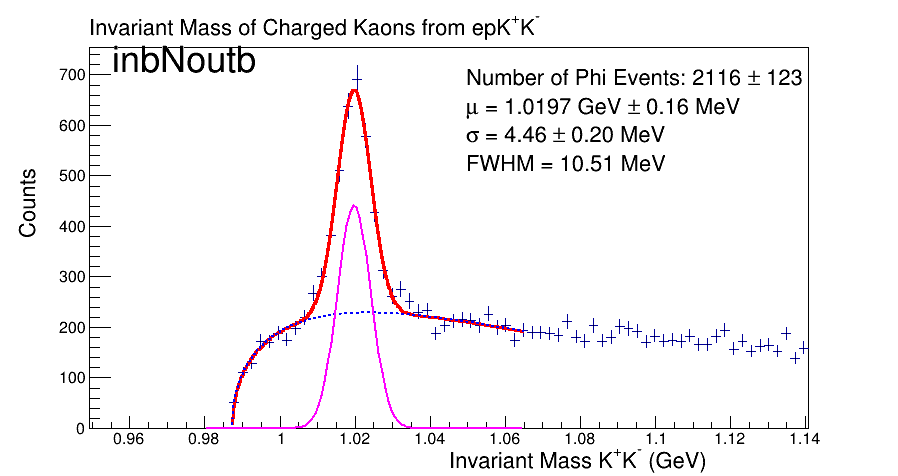 Invariant Mass of Charged Kaons from epK⁺K⁻
inbNoutb
Number of Phi Events: 2116 ± 123
μ = 1.0197 GeV ± 0.16 MeV
σ = 4.46 ± 0.20 MeV
FWHM = 10.51 MeV
Counts
700
600
500
400
300
200
100
0
0.96 0.98 1 1.02 1.04 1.06 1.08 1.1 1.12 1.14
Invariant Mass K⁺K⁻ (GeV)